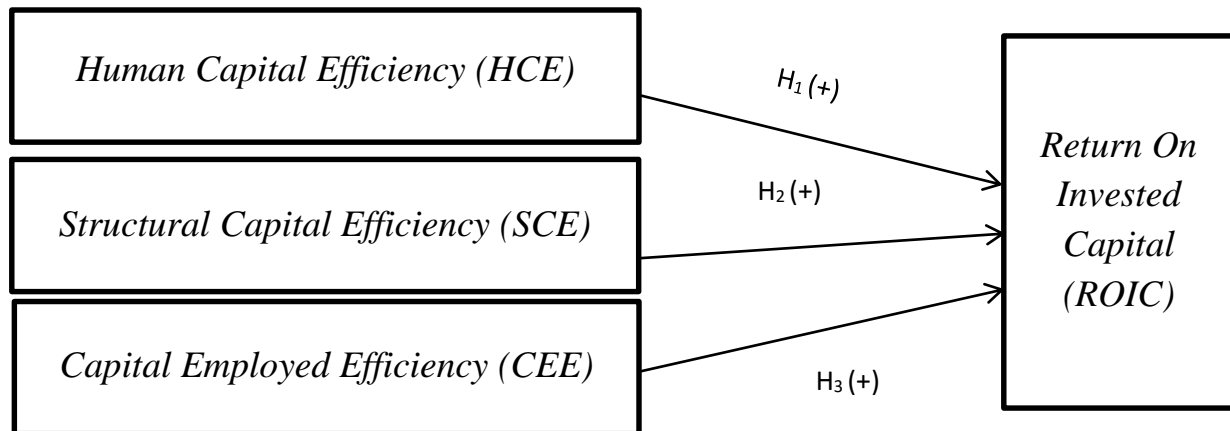 Human Capital Efficiency (HCE)
H1 (+)
Structural Capital Efficiency (SCE)
H2 (+)
Capital Employed Efficiency (CEE)
H3 (+)
Return On
Invested
Capital
(ROIC)